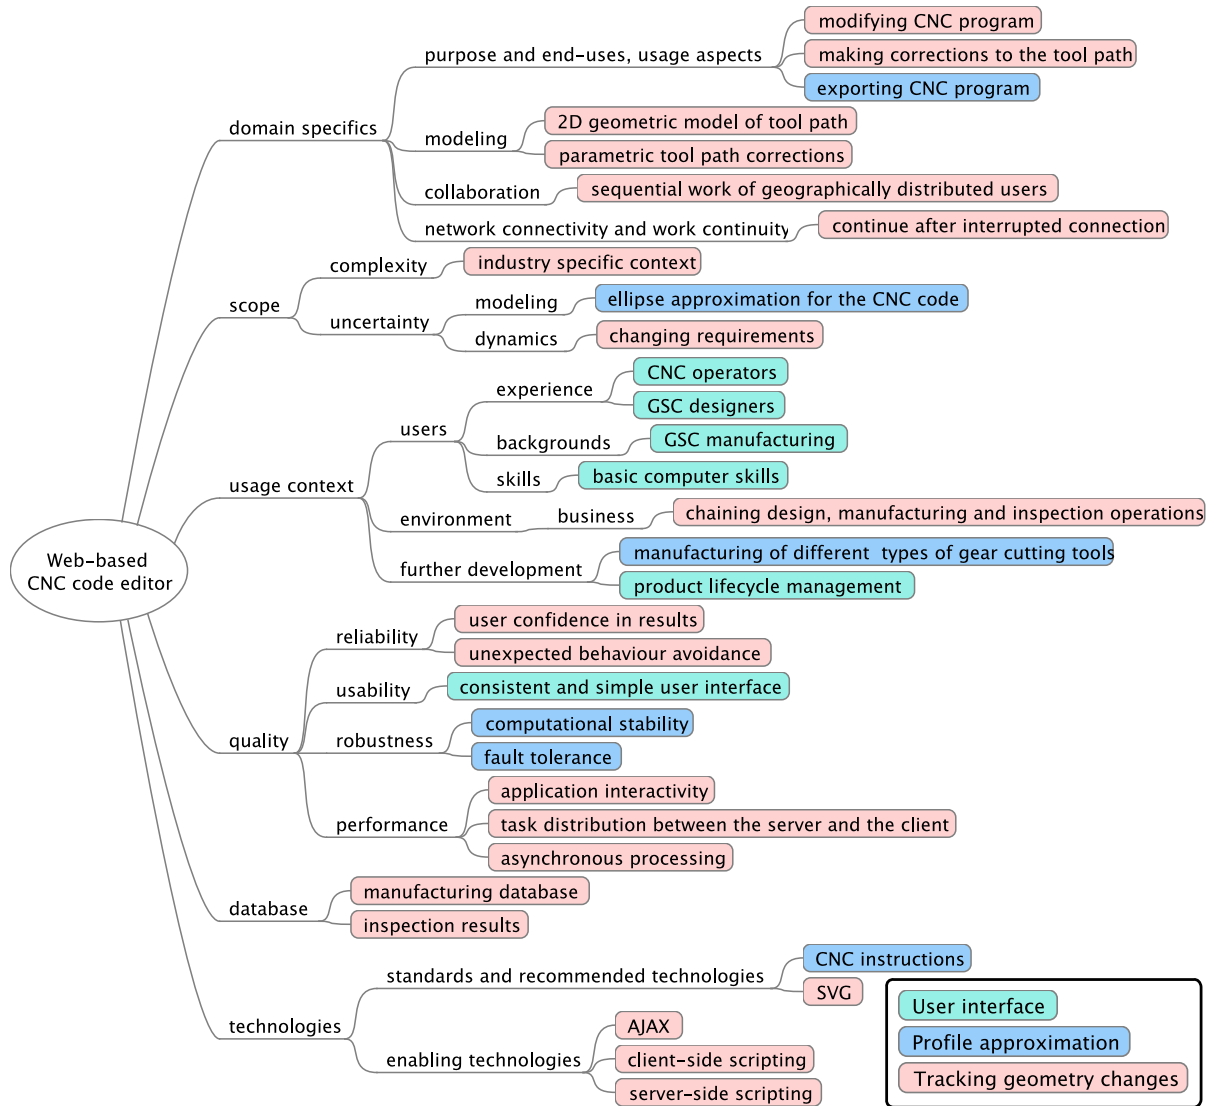 modifying CNC program
purpose and end-uses, usage aspects
making corrections to the tool path
exporting CNC program
domain specifics
2D geometric model of tool path
modeling
parametric tool path corrections
collaboration
sequential work of geographically distributed users
network connectivity and work continuity
continue after interrupted connection
complexity
industry specific context
scope
uncertainty
modeling
ellipse approximation for the CNC code
dynamics
changing requirements
experience
CNC operators
GSC designers
users
backgrounds
GSC manufacturing
skills
basic computer skills
usage context
environment
business
chaining design, manufacturing and inspection operations
further development
manufacturing of different types of gear cutting tools
product lifecycle management
Web-based
CNC code editor
reliability
user confidence in results
unexpected behaviour avoidance
usability
consistent and simple user interface
quality
robustness
computational stability
fault tolerance
performance
application interactivity
task distribution between the server and the client
asynchronous processing
database
manufacturing database
inspection results
technologies
standards and recommended technologies
CNC instructions
SVG
enabling technologies
AJAX
client-side scripting
server-side scripting
User interface
Profile approximation
Tracking geometry changes